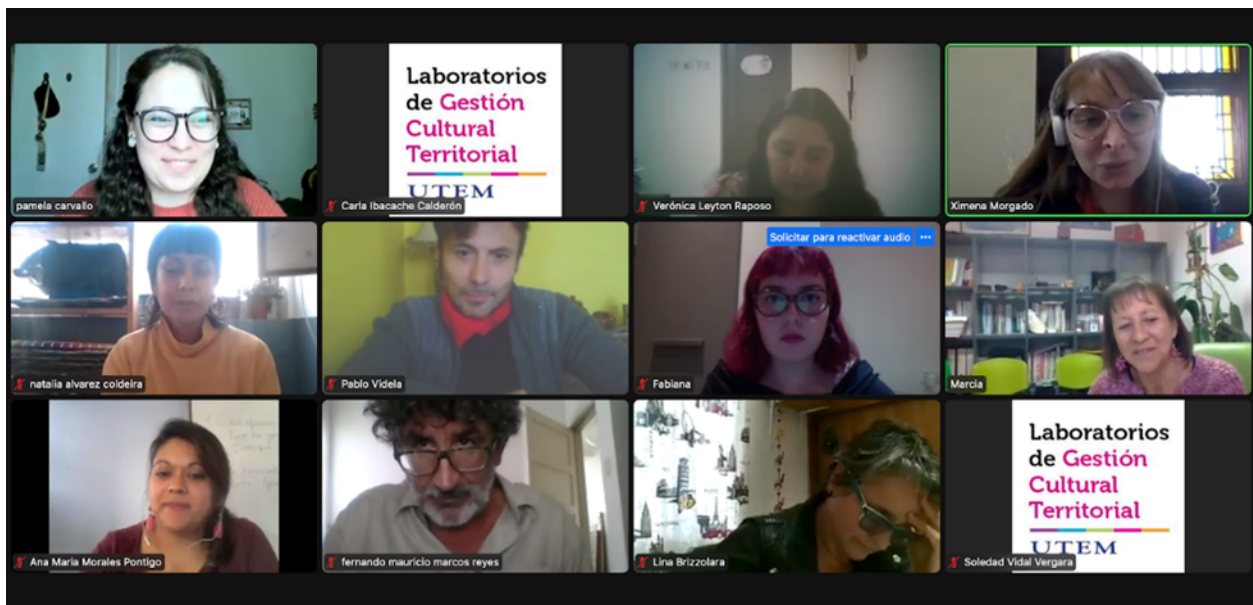 Laboratorios
de Gestión
Cultural
Territorial
UTEM
pamela carvallo
Carla Ibacache Calderón
Verónica Leyton Raposo
Ximena Morgado
Solicitar para reactivar audio ...
natalia alvarez coldeira
Pablo Videla
Fabiana
Marcia
Laboratorios
de Gestión
Cultural
Territorial
UTEM
Ana Maria Morales Pontigo
fernando mauricio marcos reyes
Lina Brizzolara
Soledad Vidal Vergara